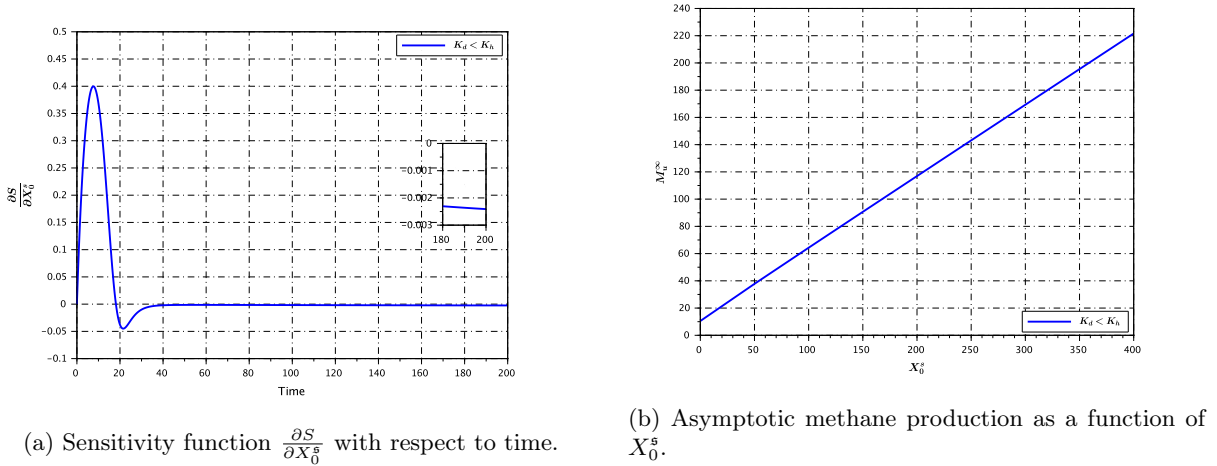 0.5
0.45
0.4
0.35
0.3
0.25
0.2
0.15
0.1
0.05
0
−0.05
−0.1
∂S/∂X₀ˢ
K_d < K_h
0
−0.001
−0.002
−0.003
180 200
0 20 40 60 80 100 120 140 160 180 200
Time
(a) Sensitivity function ∂S/∂X₀ˢ with respect to time.
240
220
200
180
160
140
120
100
80
60
40
20
0
M_u^∞
K_d < K_h
0 50 100 150 200 250 300 350 400
X₀ˢ
(b) Asymptotic methane production as a function of
X₀ˢ.